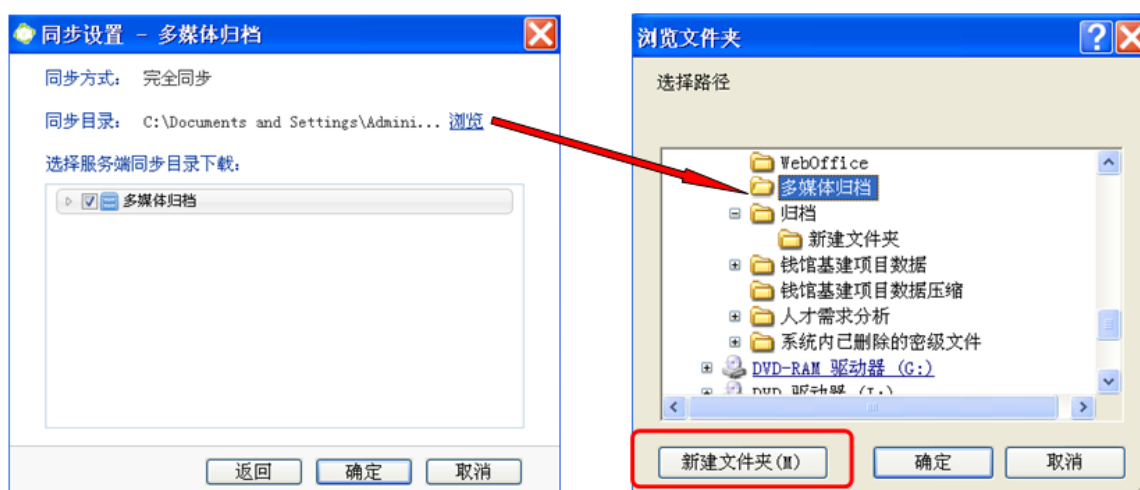 同步设置 - 多媒体归档
同步方式： 完全同步
同步目录： C:\Documents and Settings\Admini... 浏览
选择服务端同步目录下载：
多媒体归档
返回 确定 取消
浏览文件夹
选择路径
WebOffice
多媒体归档
归档
新建文件夹
钱馆基建项目数据
钱馆基建项目数据压缩
人才需求分析
系统内已删除的密级文件
DVD-RAM 驱动器 (G:)
DVD 驱动器 (I:)
新建文件夹(M) 确定 取消